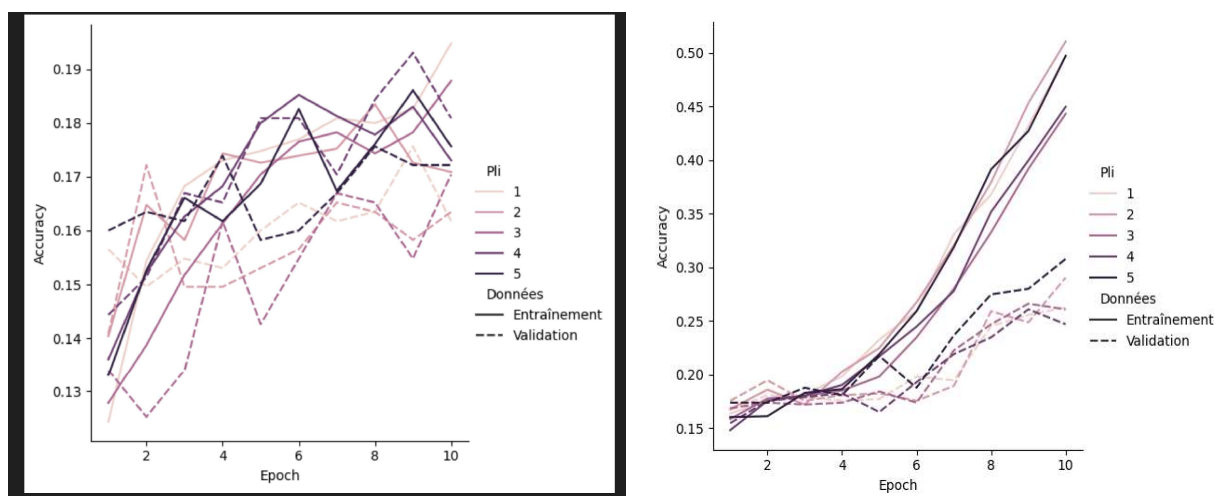 0.19
0.18
0.17
0.16
0.15
0.14
0.13
Accuracy
2 4 6 8 10
Epoch
Pli
1
2
3
4
5
Données
Entraînement
Validation
0.50
0.45
0.40
0.35
0.30
0.25
0.20
0.15
Accuracy
2 4 6 8 10
Epoch
Pli
1
2
3
4
5
Données
Entraînement
Validation